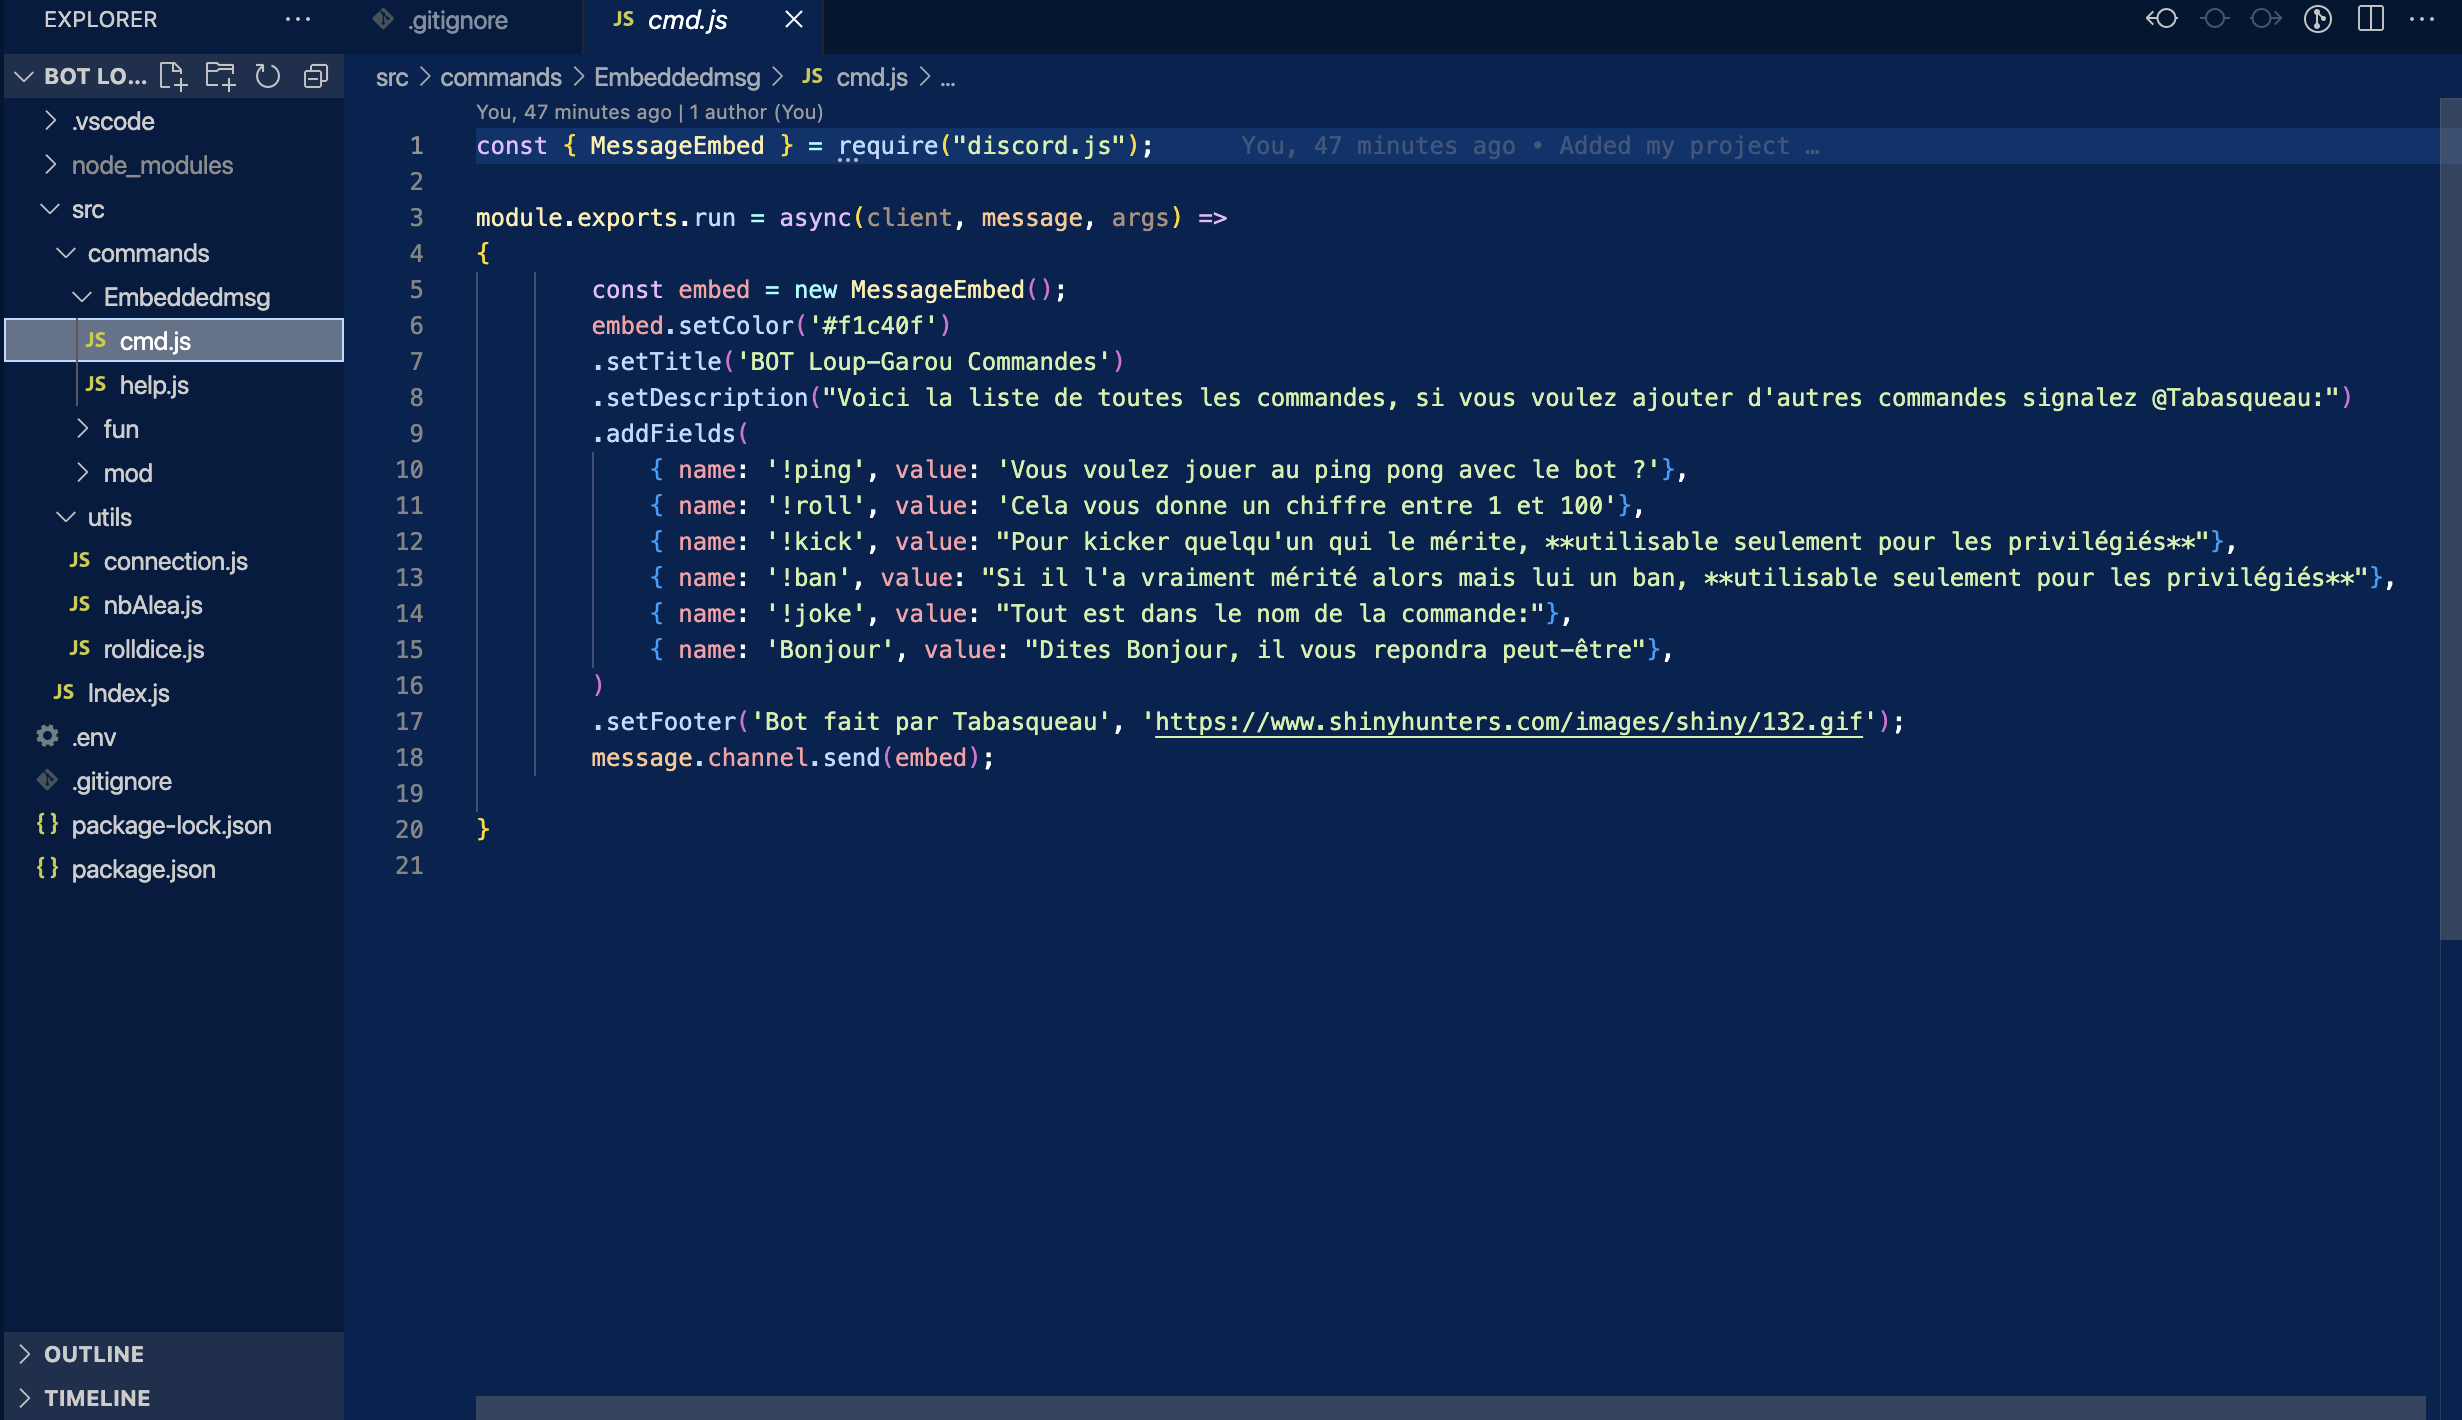 EXPLORER
.gitignore
JS cmd.js
BOT LO...
src > commands > Embeddedmsg > JS cmd.js > ...
.vscode
node_modules
src
commands
Embeddedmsg
JS cmd.js
JS help.js
fun
mod
utils
JS connection.js
JS nbAlea.js
JS rolldice.js
JS Index.js
.env
.gitignore
{} package-lock.json
{} package.json
OUTLINE
TIMELINE
You, 47 minutes ago | 1 author (You)
1 const { MessageEmbed } = require("discord.js"); You, 47 minutes ago • Added my project …
2
3 module.exports.run = async(client, message, args) =>
4 {
5 const embed = new MessageEmbed();
6 embed.setColor('#f1c40f')
7 .setTitle('BOT Loup-Garou Commandes')
8 .setDescription("Voici la liste de toutes les commandes, si vous voulez ajouter d'autres commandes signalez @Tabasqueau:")
9 .addFields(
10 { name: '!ping', value: 'Vous voulez jouer au ping pong avec le bot ?'},
11 { name: '!roll', value: 'Cela vous donne un chiffre entre 1 et 100'},
12 { name: '!kick', value: "Pour kicker quelqu'un qui le mérite, **utilisable seulement pour les privilégiés**"},
13 { name: '!ban', value: "Si il l'a vraiment mérité alors mais lui un ban, **utilisable seulement pour les privilégiés**"},
14 { name: '!joke', value: "Tout est dans le nom de la commande:"},
15 { name: 'Bonjour', value: "Dites Bonjour, il vous repondra peut-être"},
16 )
17 .setFooter('Bot fait par Tabasqueau', 'https://www.shinyhunters.com/images/shiny/132.gif');
18 message.channel.send(embed);
19
20 }
21